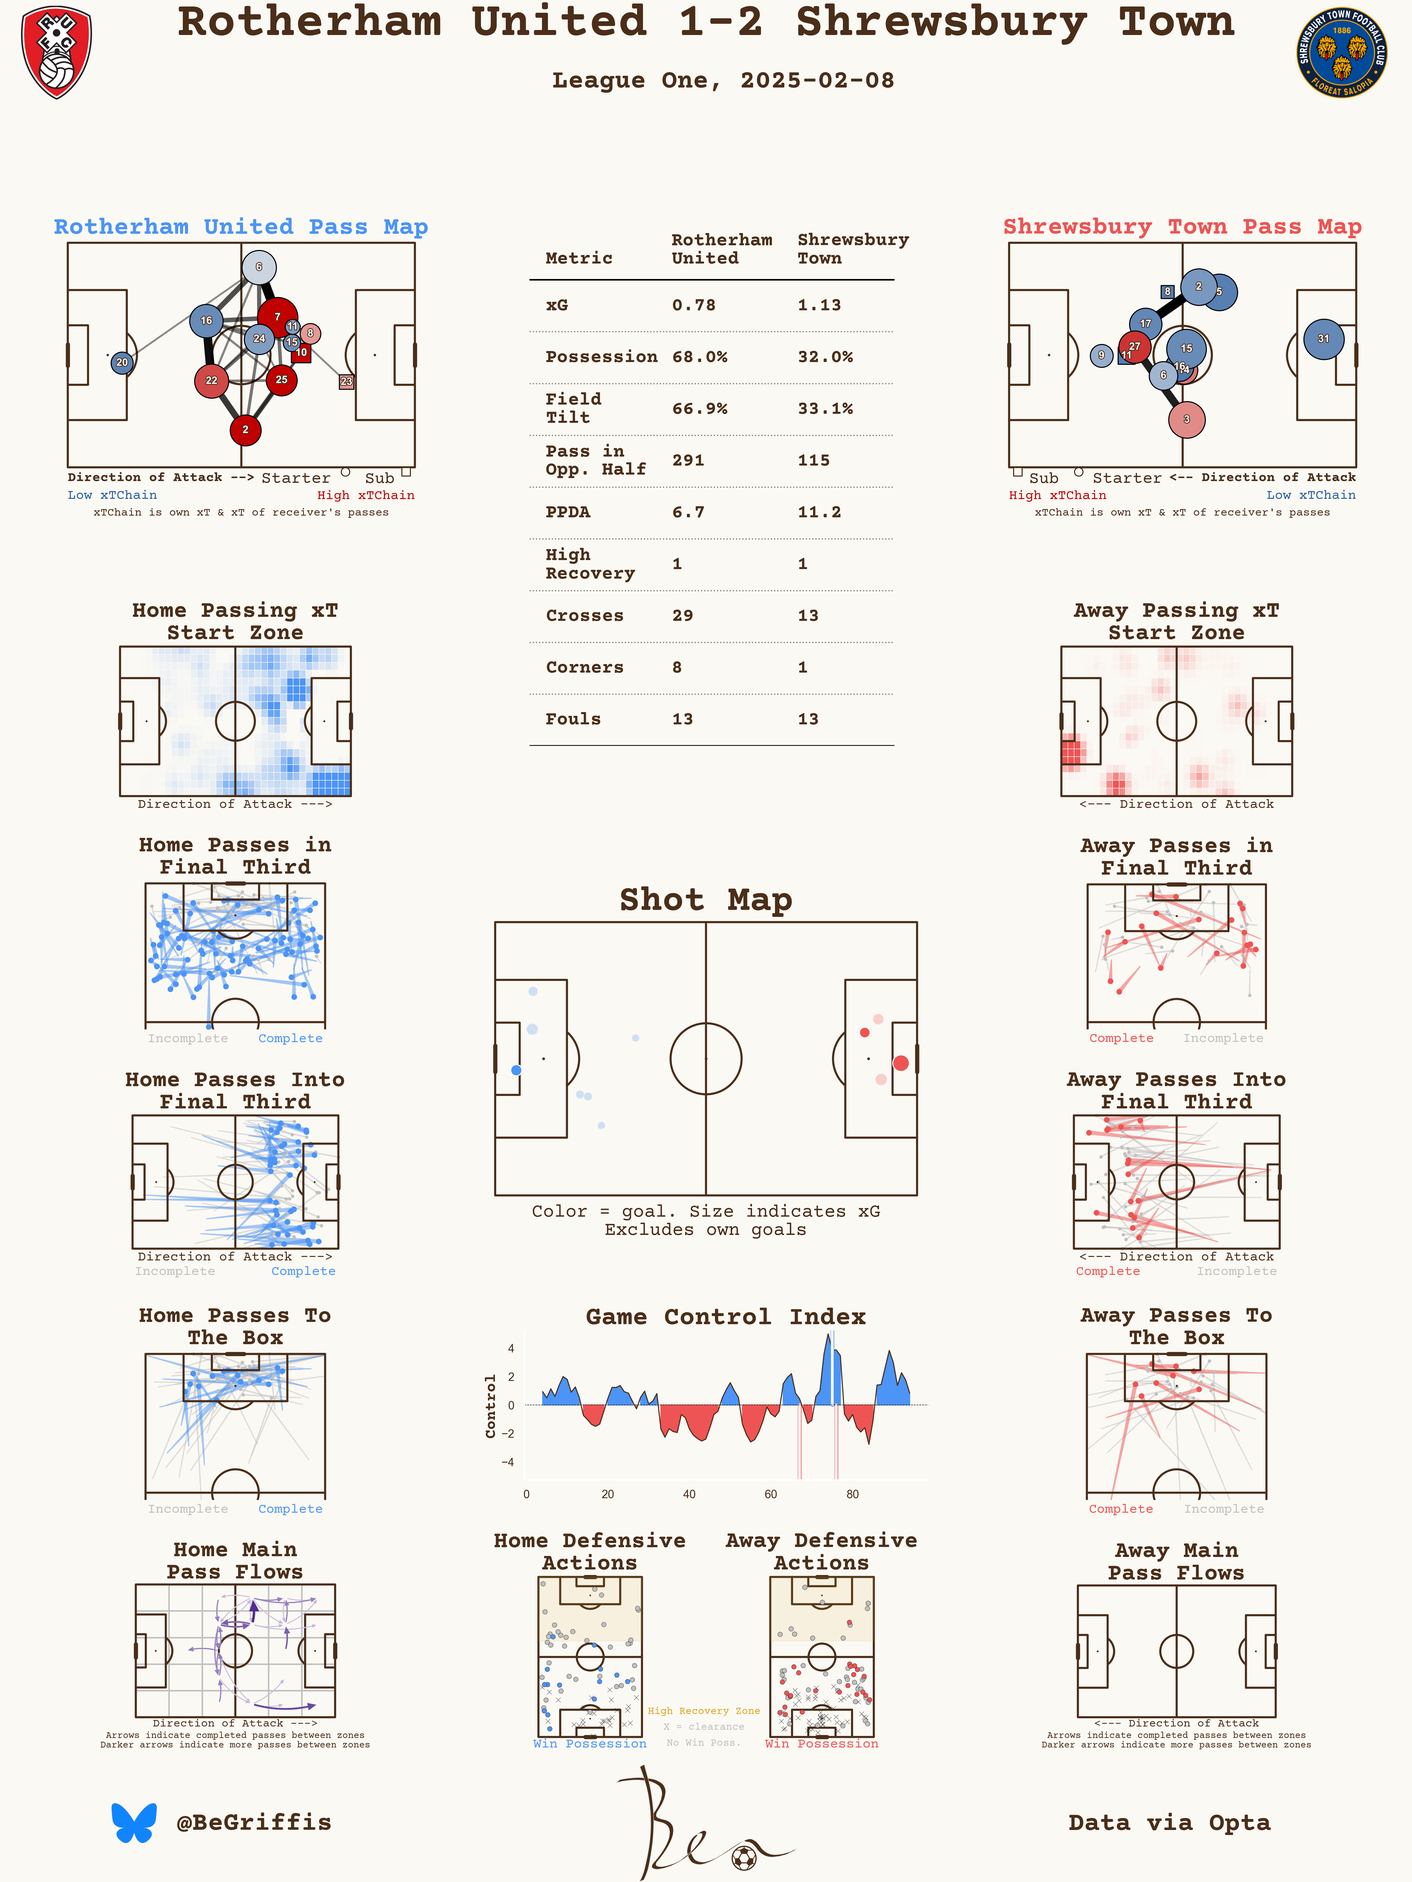 Rotherham United 1-2 Shrewsbury Town
League One, 2025-02-08
R U
F C
SHREWSBURY TOWN FOOTBALL CLUB
1886
FLOREAT SALOPIA
Rotherham United Pass Map
6
7
16
11
8
24
15
10
20
22
25
23
2
Direction of Attack --> Starter Sub
Low xTChain High xTChain
xTChain is own xT & xT of receiver's passes
Metric Rotherham United Shrewsbury Town
xG 0.78 1.13
Possession 68.0% 32.0%
Field Tilt 66.9% 33.1%
Pass in Opp. Half 291 115
PPDA 6.7 11.2
High Recovery 1 1
Crosses 29 13
Corners 8 1
Fouls 13 13
Shrewsbury Town Pass Map
8
2
5
17
27
15
31
9
11
16
6
3
Sub Starter <-- Direction of Attack
High xTChain Low xTChain
xTChain is own xT & xT of receiver's passes
Home Passing xT
Start Zone
Direction of Attack --->
Away Passing xT
Start Zone
<--- Direction of Attack
Home Passes in
Final Third
Incomplete Complete
Away Passes in
Final Third
Complete Incomplete
Shot Map
Color = goal. Size indicates xG
Excludes own goals
Home Passes Into
Final Third
Direction of Attack --->
Incomplete Complete
Away Passes Into
Final Third
<--- Direction of Attack
Complete Incomplete
Home Passes To
The Box
Incomplete Complete
Game Control Index
Control
4
2
0
−2
−4
0 20 40 60 80
Away Passes To
The Box
Complete Incomplete
Home Main
Pass Flows
Direction of Attack --->
Arrows indicate completed passes between zones
Darker arrows indicate more passes between zones
Home Defensive
Actions
Win Possession
Away Defensive
Actions
Win Possession
High Recovery Zone
X = clearance
No Win Poss.
Away Main
Pass Flows
<--- Direction of Attack
Arrows indicate completed passes between zones
Darker arrows indicate more passes between zones
@BeGriffis
Ben
Data via Opta